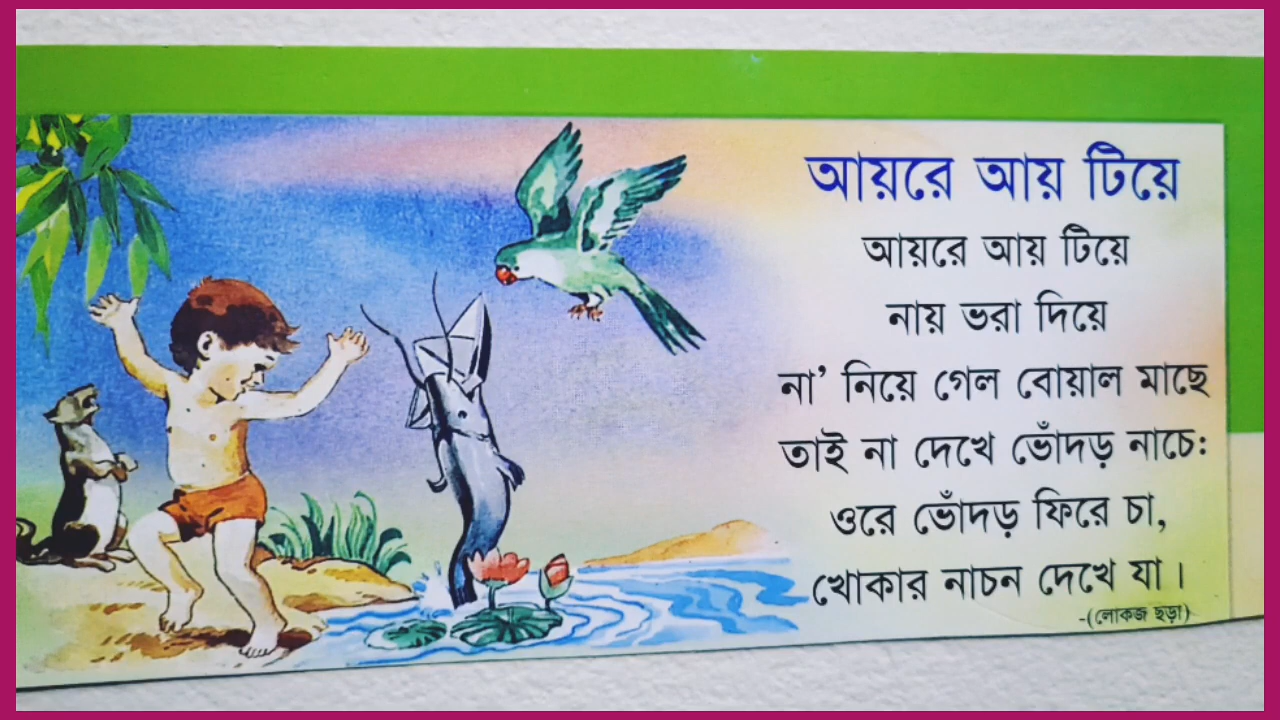 আয়রে আয় টিয়ে
আয়রে আয় টিয়ে
নায় ভরা দিয়ে
না’ নিয়ে গেল বোয়াল মাছে
তাই না দেখে ভোঁদড় নাচে:
ওরে ভোঁদড় ফিরে চা,
খোকার নাচন দেখে যা।
-(লোকজ ছড়া)